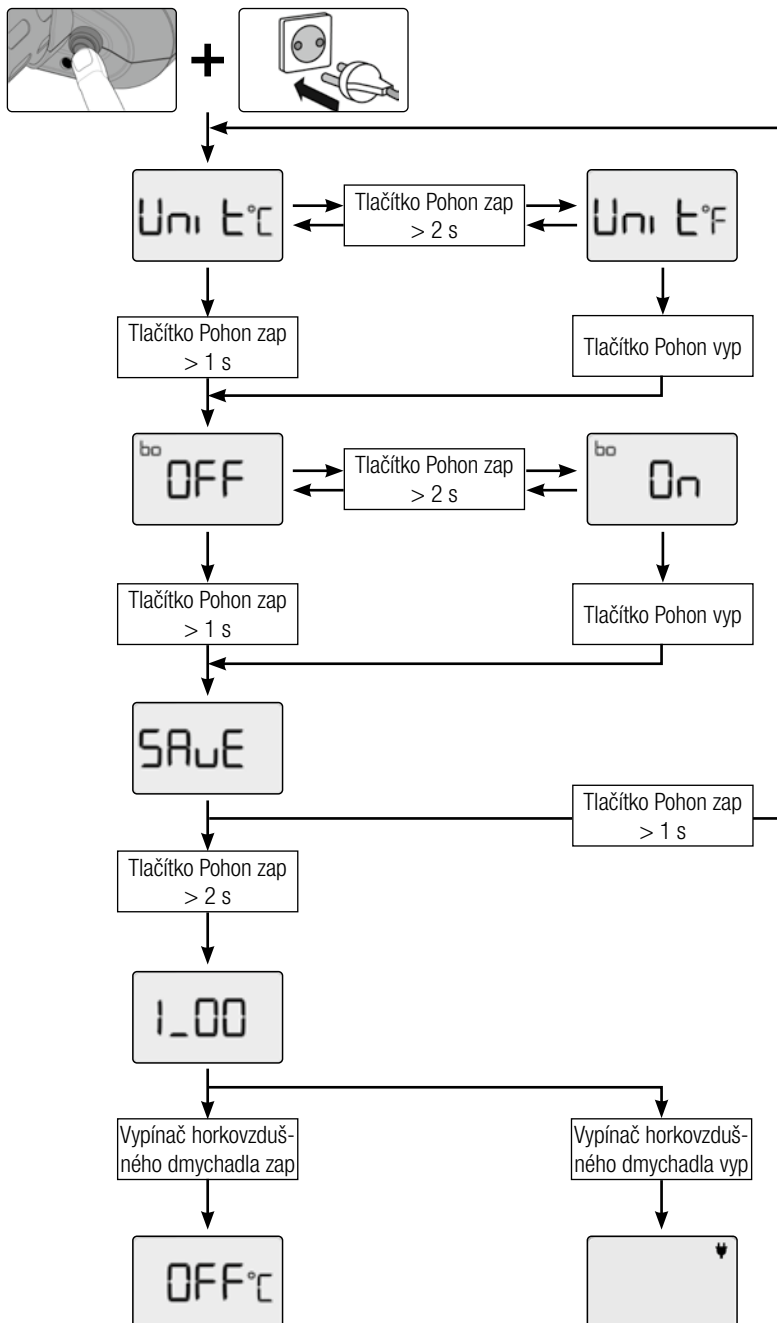 +
Unit°C
Tlačítko Pohon zap
> 2 s
Unit°F
Tlačítko Pohon zap
> 1 s
Tlačítko Pohon vyp
bo
OFF
Tlačítko Pohon zap
> 2 s
bo
On
Tlačítko Pohon zap
> 1 s
Tlačítko Pohon vyp
SAvE
Tlačítko Pohon zap
> 1 s
Tlačítko Pohon zap
> 2 s
1_00
Vypínač horkovzduš-
ného dmychadla zap
Vypínač horkovzduš-
ného dmychadla vyp
OFF°C